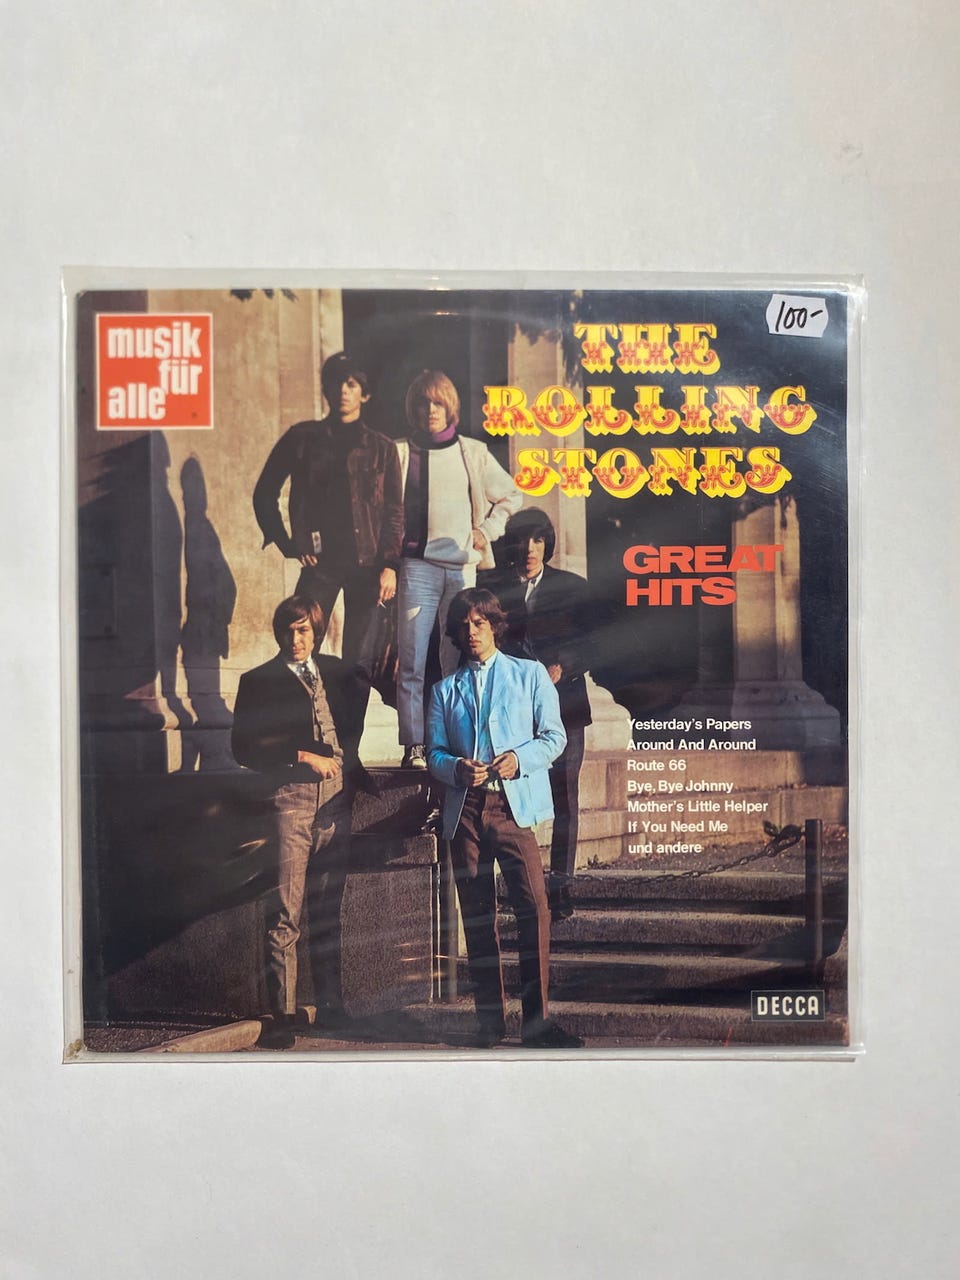 musik
für
alle
100-
THE
ROLLING
STONES
GREAT
HITS
Yesterday's Papers
Around And Around
Route 66
Bye, Bye Johnny
Mother's Little Helper
If You Need Me
und andere
DECCA